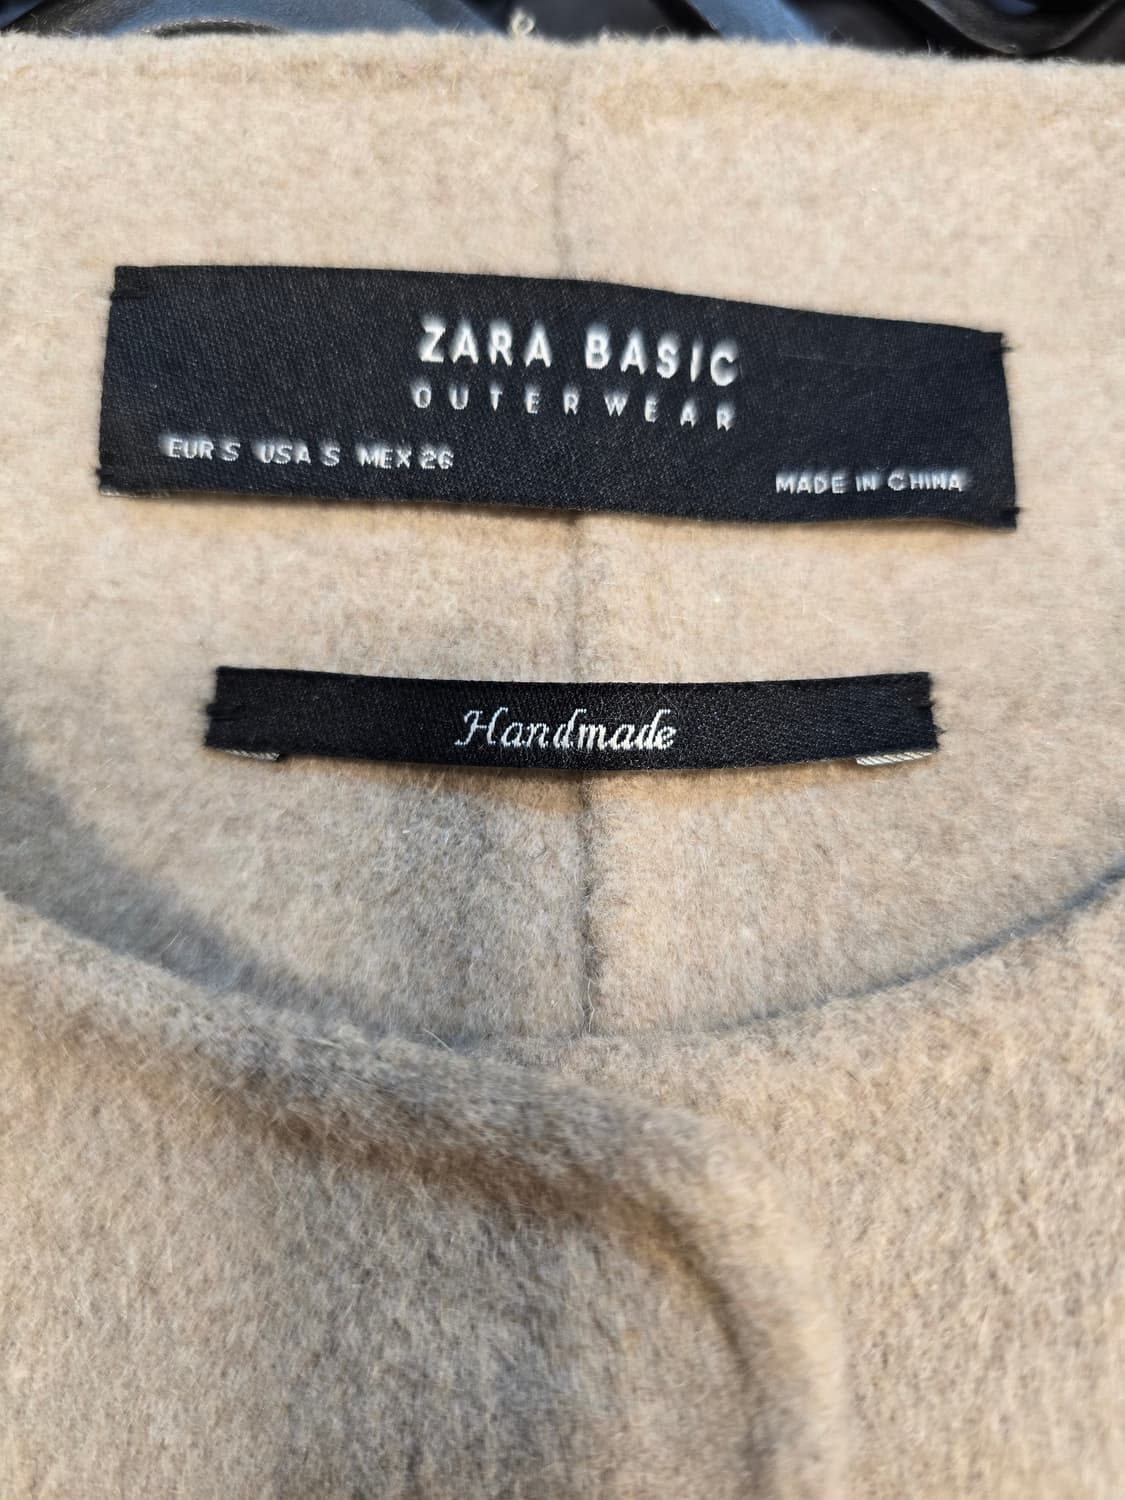 ZARA BASIC
OUTERWEAR
EUR S USA S MEX 26
MADE IN CHINA
Handmade